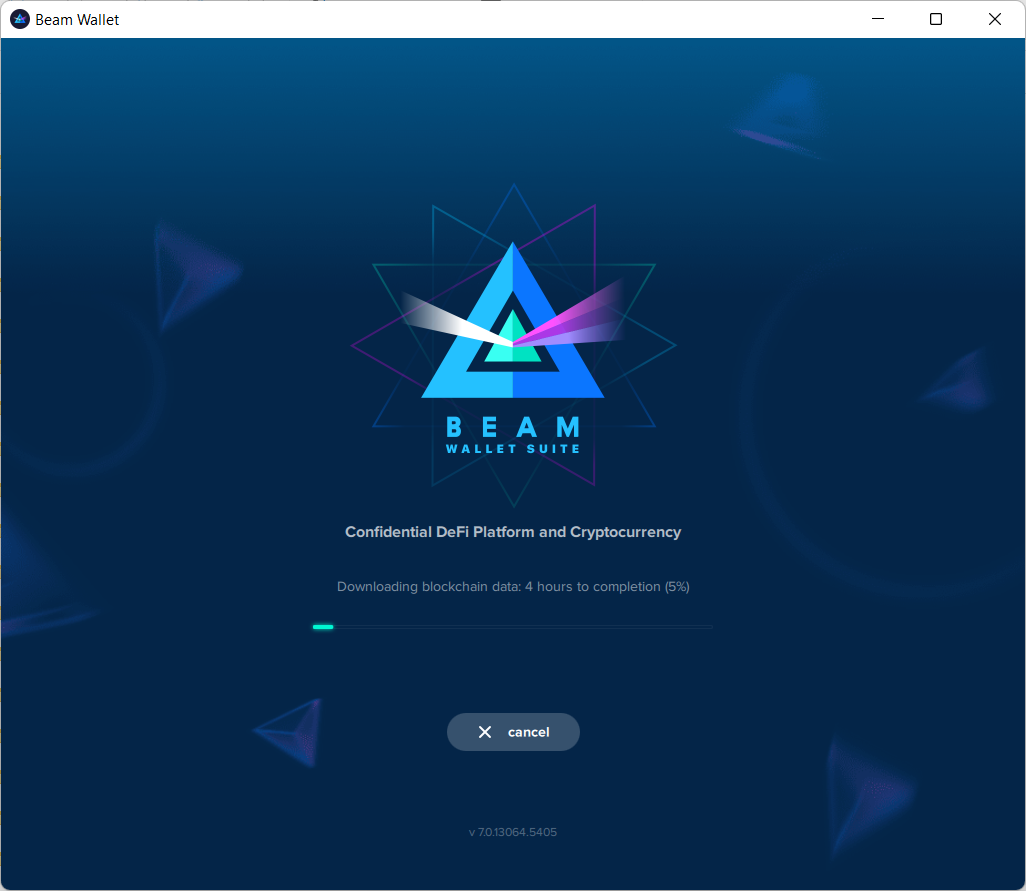 Beam Wallet
BEAM
WALLET SUITE
Confidential DeFi Platform and Cryptocurrency
Downloading blockchain data: 4 hours to completion (5%)
cancel
v 7.0.13064.5405